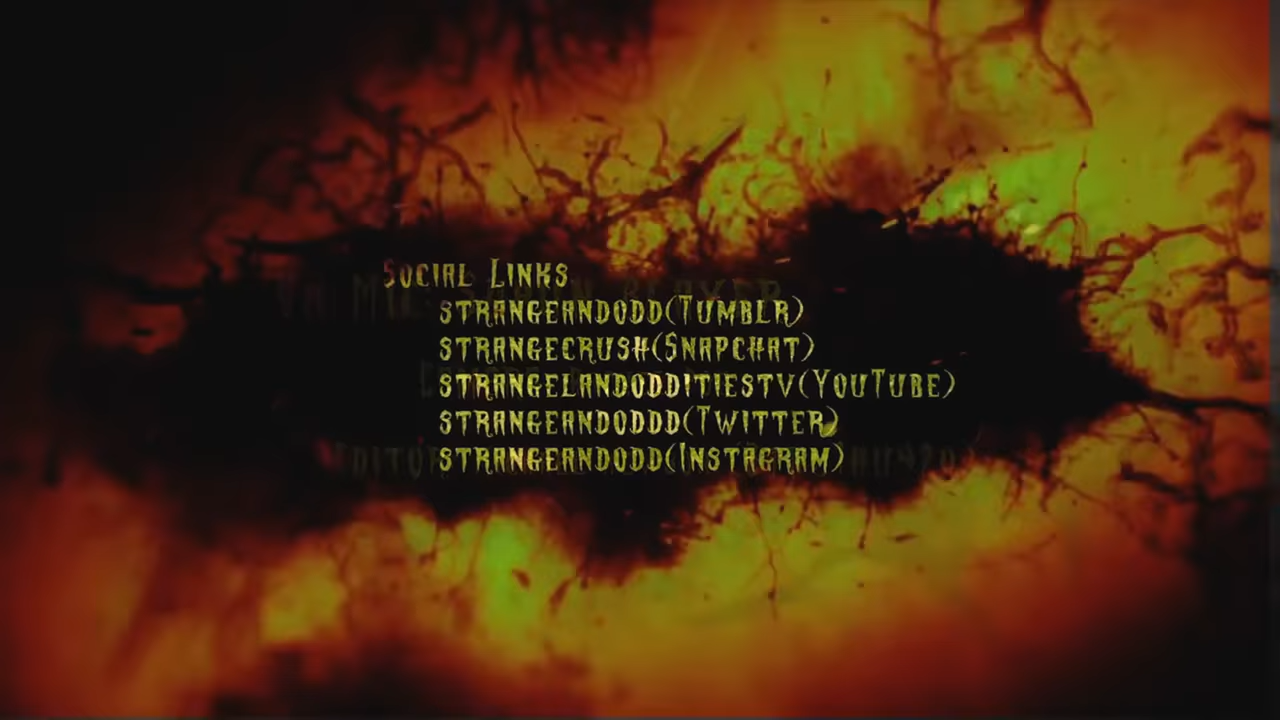 Social Links
strangeandodd(Tumblr)
strangecrush(Snapchat)
strangelandodditiestv(YouTube)
strangeandoddd(Twitter)
strangeandodd(Instagram)